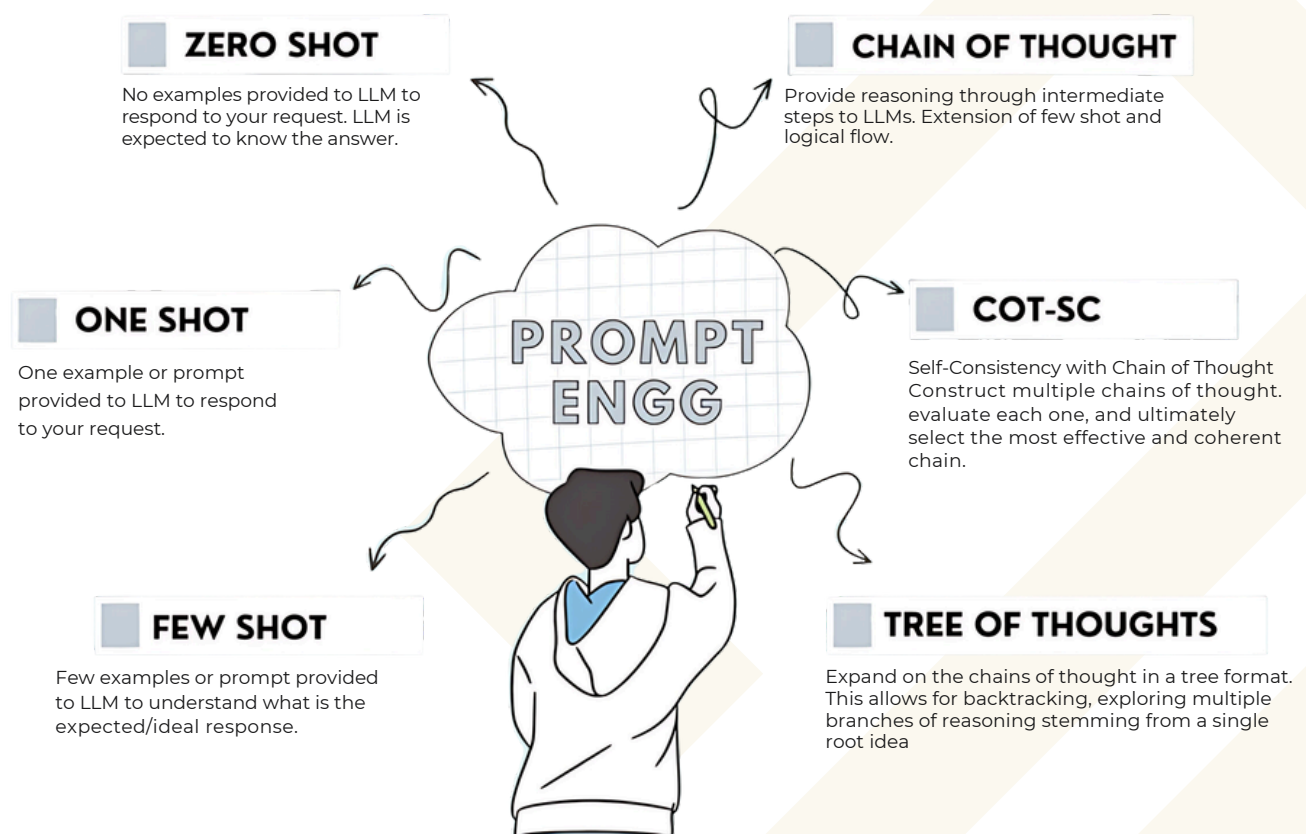 ZERO SHOT
No examples provided to LLM to
respond to your request. LLM is
expected to know the answer.
CHAIN OF THOUGHT
Provide reasoning through intermediate
steps to LLMs. Extension of few shot and
logical flow.
ONE SHOT
One example or prompt
provided to LLM to respond
to your request.
PROMPT
ENGG
COT-SC
Self-Consistency with Chain of Thought
Construct multiple chains of thought.
evaluate each one, and ultimately
select the most effective and coherent
chain.
FEW SHOT
Few examples or prompt provided
to LLM to understand what is the
expected/ideal response.
TREE OF THOUGHTS
Expand on the chains of thought in a tree format.
This allows for backtracking, exploring multiple
branches of reasoning stemming from a single
root idea